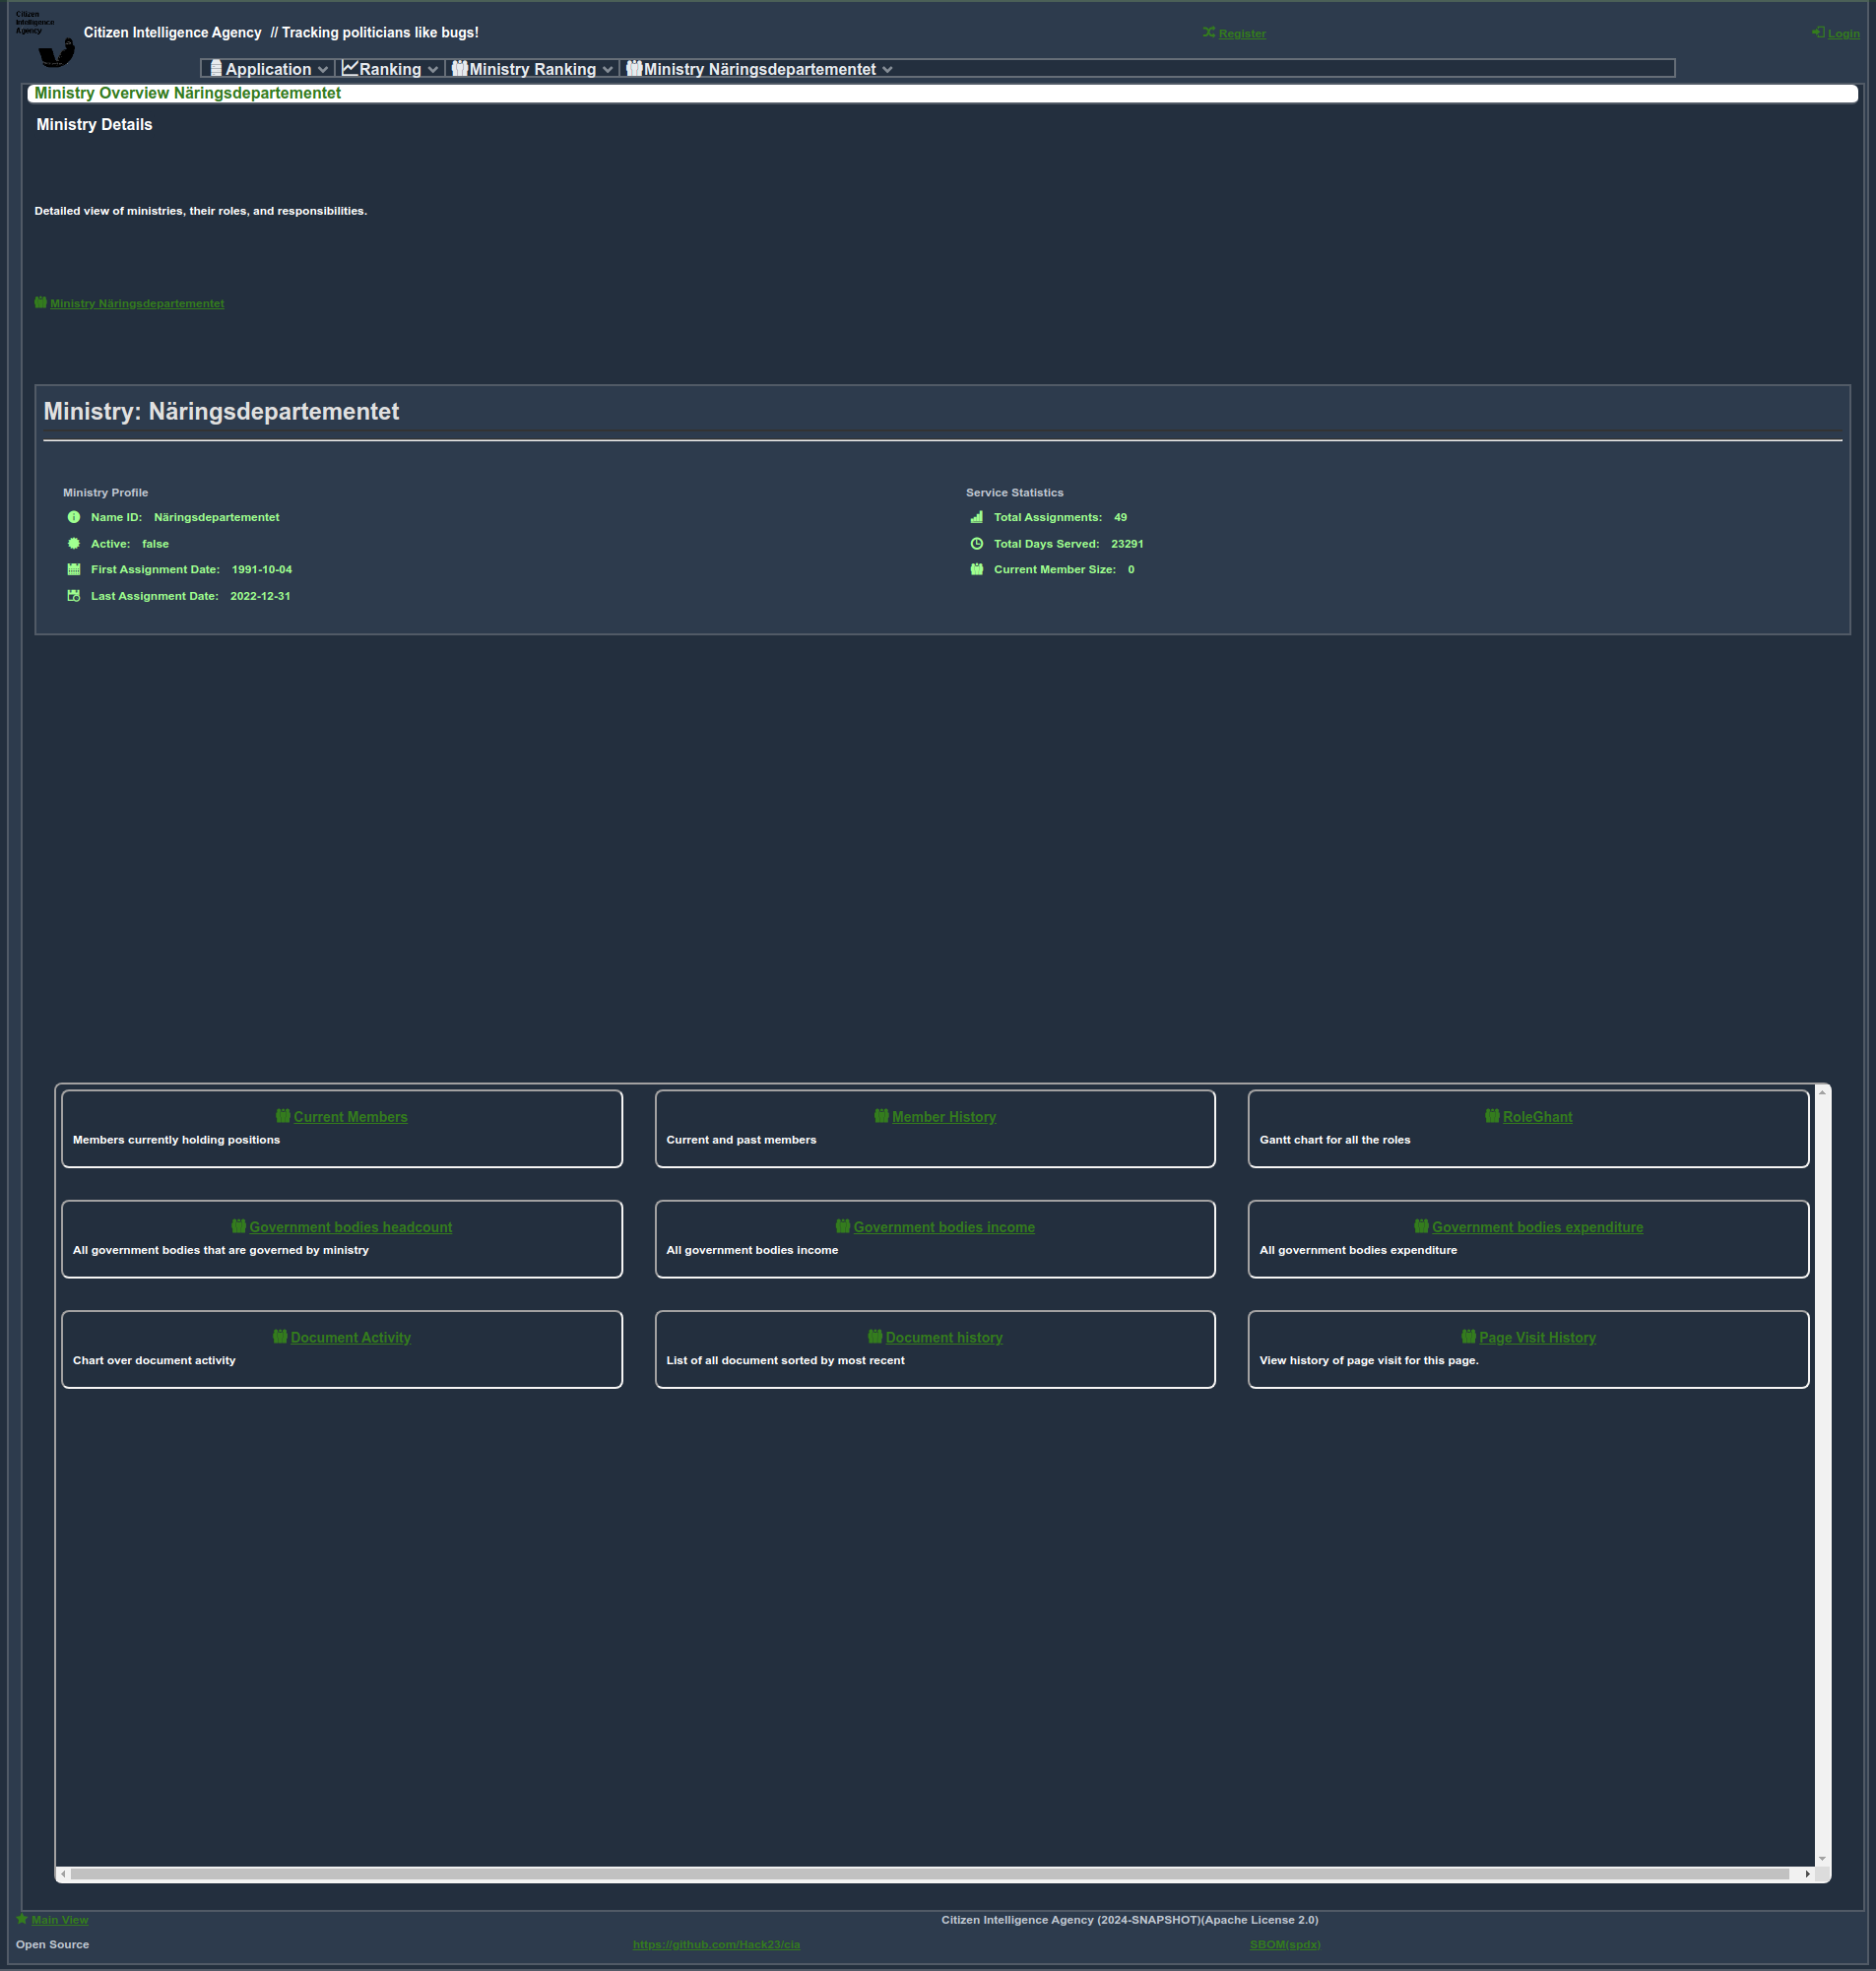 Citizen
Intelligence
Agency
Citizen Intelligence Agency // Tracking politicians like bugs!
Register
Login
Application
Ranking
Ministry Ranking
Ministry Näringsdepartementet
Ministry Overview Näringsdepartementet
Ministry Details
Detailed view of ministries, their roles, and responsibilities.
Ministry Näringsdepartementet
Ministry: Näringsdepartementet
Ministry Profile
Name ID: Näringsdepartementet
Active: false
First Assignment Date: 1991-10-04
Last Assignment Date: 2022-12-31
Service Statistics
Total Assignments: 49
Total Days Served: 23291
Current Member Size: 0
Current Members
Members currently holding positions
Member History
Current and past members
RoleGhant
Gantt chart for all the roles
Government bodies headcount
All government bodies that are governed by ministry
Government bodies income
All government bodies income
Government bodies expenditure
All government bodies expenditure
Document Activity
Chart over document activity
Document history
List of all document sorted by most recent
Page Visit History
View history of page visit for this page.
Main View
Citizen Intelligence Agency (2024-SNAPSHOT)(Apache License 2.0)
Open Source
https://github.com/Hack23/cia
SBOM(spdx)